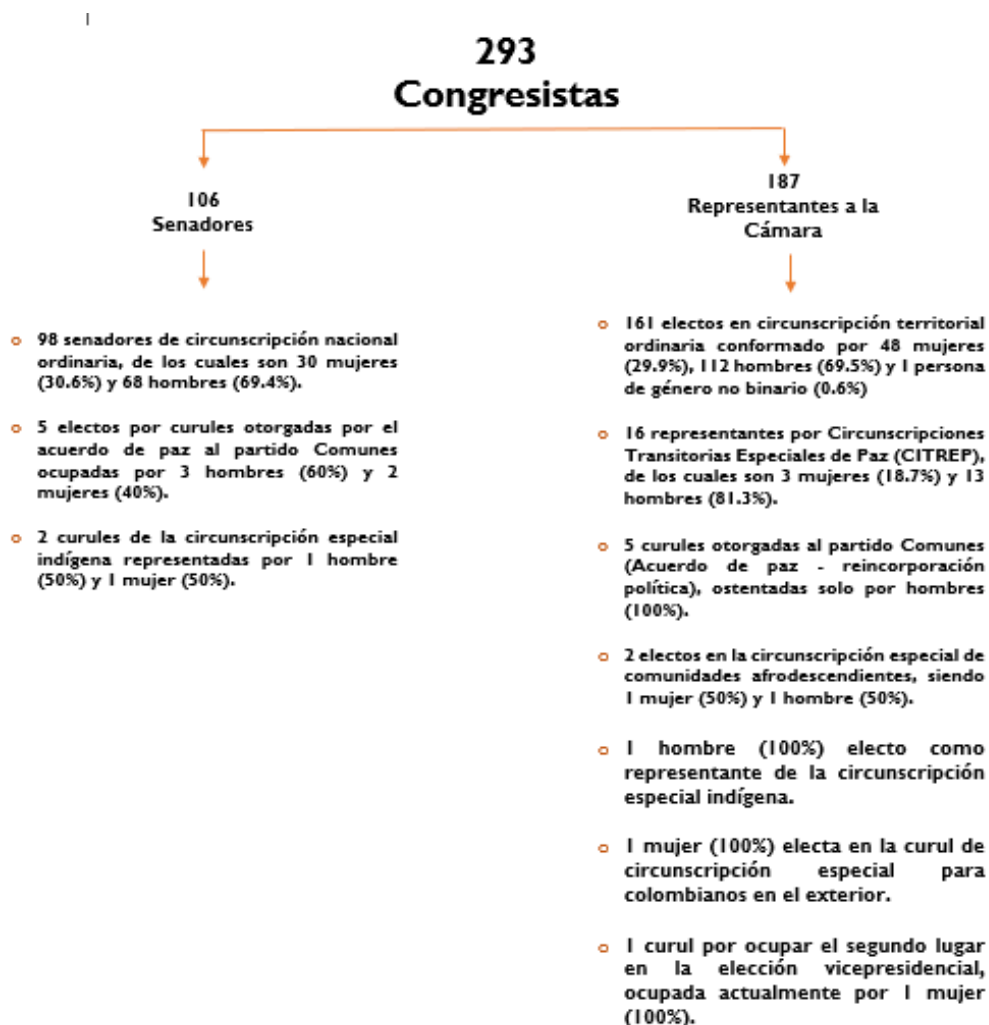 293
Congresistas
106
Senadores
98 senadores de circunscripción nacional
ordinaria, de los cuales son 30 mujeres
(30.6%) y 68 hombres (69.4%).
5 electos por curules otorgadas por el
acuerdo de paz al partido Comunes
ocupadas por 3 hombres (60%) y 2
mujeres (40%).
2 curules de la circunscripción especial
indígena representadas por 1 hombre
(50%) y 1 mujer (50%).
187
Representantes a la
Cámara
161 electos en circunscripción territorial
ordinaria conformado por 48 mujeres
(29.9%), 112 hombres (69.5%) y 1 persona
de género no binario (0.6%)
16 representantes por Circunscripciones
Transitorias Especiales de Paz (CITREP),
de los cuales son 3 mujeres (18.7%) y 13
hombres (81.3%).
5 curules otorgadas al partido Comunes
(Acuerdo de paz - reincorporación
política), ostentadas solo por hombres
(100%).
2 electos en la circunscripción especial de
comunidades afrodescendientes, siendo
1 mujer (50%) y 1 hombre (50%).
1 hombre (100%) electo como
representante de la circunscripción
especial indígena.
1 mujer (100%) electa en la curul de
circunscripción especial para
colombianos en el exterior.
1 curul por ocupar el segundo lugar
en la elección vicepresidencial,
ocupada actualmente por 1 mujer
(100%).